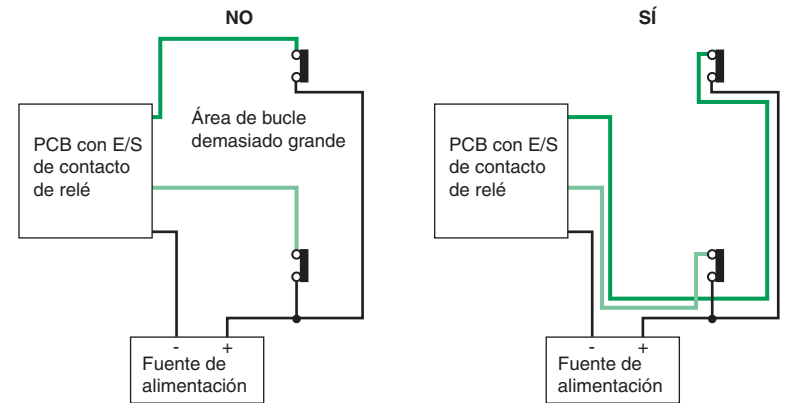 NO
PCB con E/S
de contacto
de relé
Área de bucle
demasiado grande
- +
Fuente de
alimentación
SÍ
PCB con E/S
de contacto
de relé
- +
Fuente de
alimentación